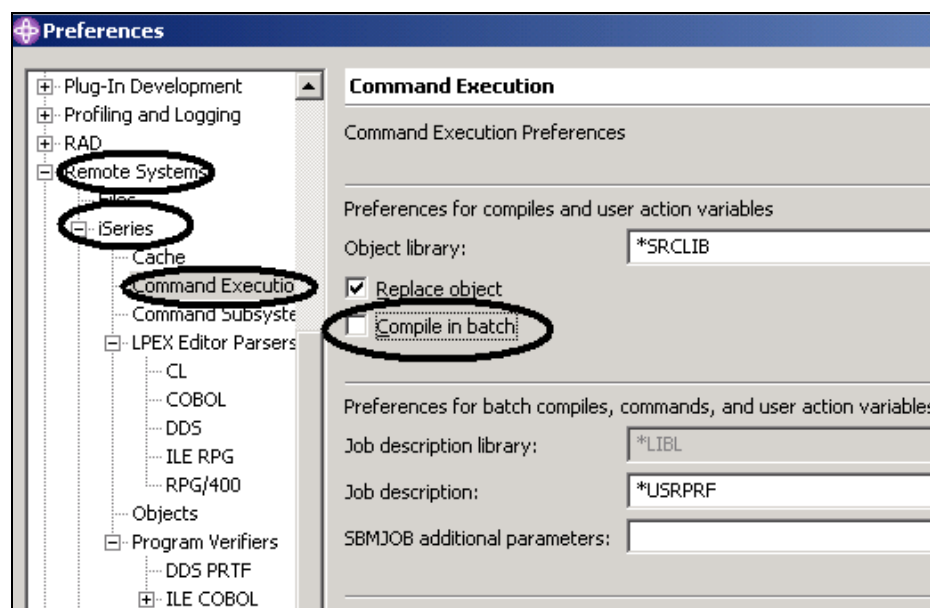 Preferences
Plug-In Development
Profiling and Logging
RAD
Remote Systems
Files
iSeries
Cache
Command Executio
Command Subsyste
LPEX Editor Parsers
CL
COBOL
DDS
ILE RPG
RPG/400
Objects
Program Verifiers
DDS PRTF
ILE COBOL
Command Execution
Command Execution Preferences
Preferences for compiles and user action variables
Object library: *SRCLIB
Replace object
Compile in batch
Preferences for batch compiles, commands, and user action variables
Job description library: *LIBL
Job description: *USRPRF
SBMJOB additional parameters: